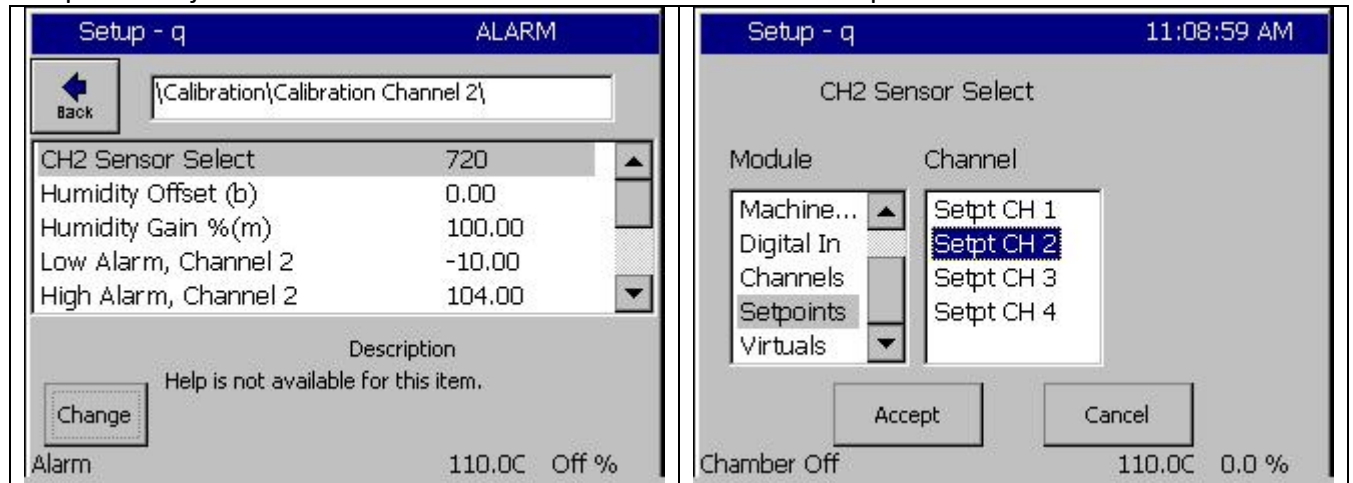 Setup - q ALARM
Back
\Calibration\Calibration Channel 2\
CH2 Sensor Select 720
Humidity Offset (b) 0.00
Humidity Gain %(m) 100.00
Low Alarm, Channel 2 -10.00
High Alarm, Channel 2 104.00
Description
Help is not available for this item.
Change
Alarm 110.0C Off %
Setup - q 11:08:59 AM
CH2 Sensor Select
Module Channel
Machine... Setpt CH 1
Digital In Setpt CH 2
Channels Setpt CH 3
Setpoints Setpt CH 4
Virtuals
Accept Cancel
Chamber Off 110.0C 0.0 %